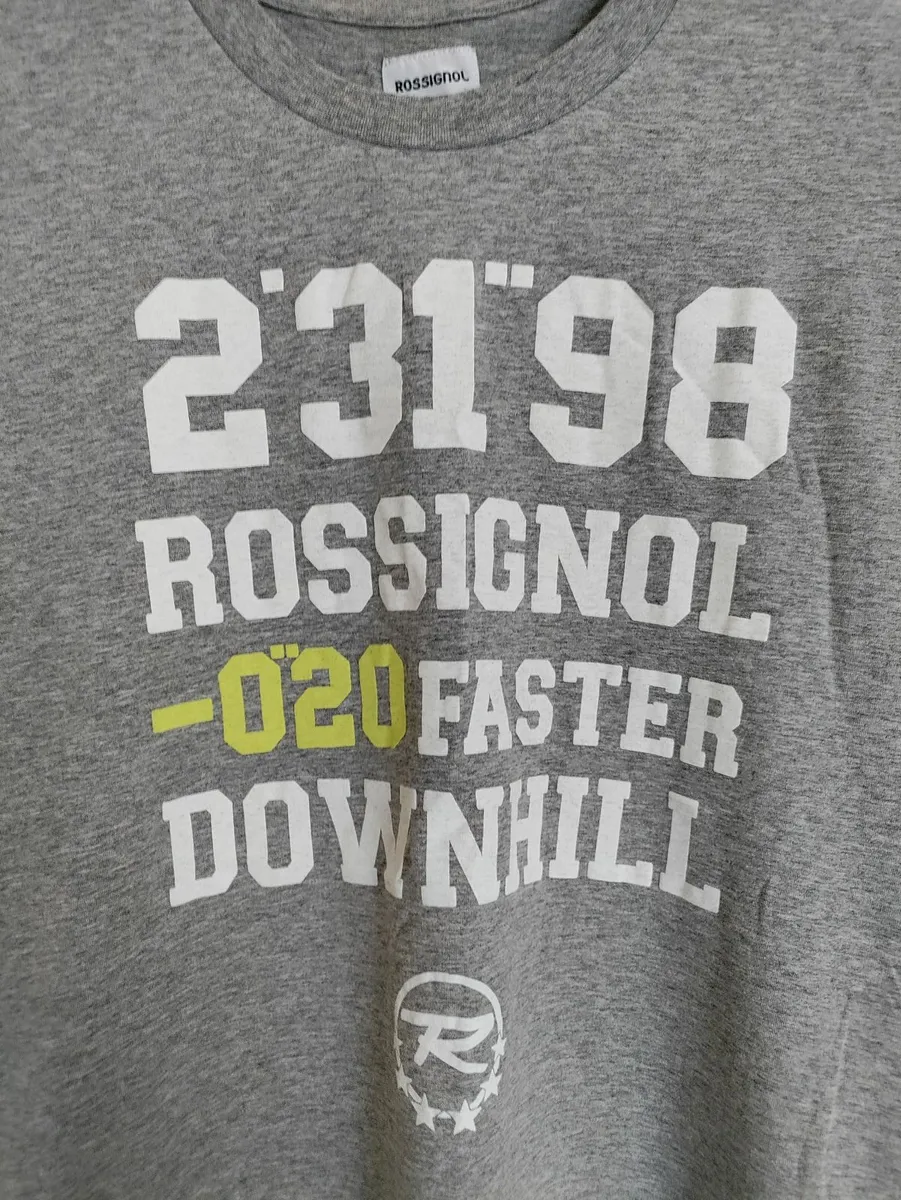 ROSSIGNOL
2'31"98
ROSSIGNOL
-0"20 FASTER
DOWNHILL
R